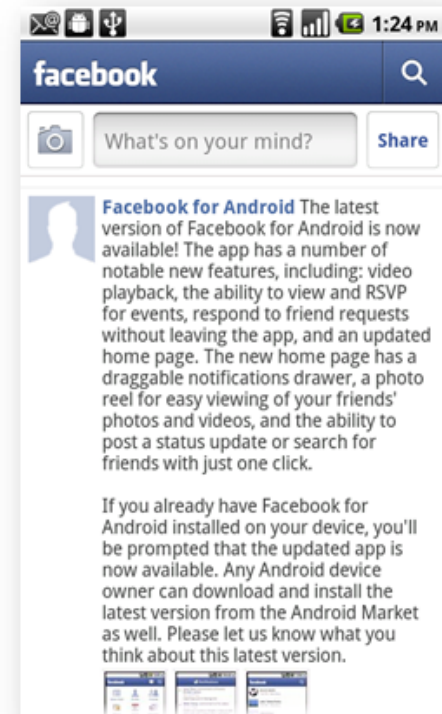 1:24 PM
facebook
What's on your mind?
Share
Facebook for Android The latest
version of Facebook for Android is now
available! The app has a number of
notable new features, including: video
playback, the ability to view and RSVP
for events, respond to friend requests
without leaving the app, and an updated
home page. The new home page has a
draggable notifications drawer, a photo
reel for easy viewing of your friends'
photos and videos, and the ability to
post a status update or search for
friends with just one click.
If you already have Facebook for
Android installed on your device, you'll
be prompted that the updated app is
now available. Any Android device
owner can download and install the
latest version from the Android Market
as well. Please let us know what you
think about this latest version.